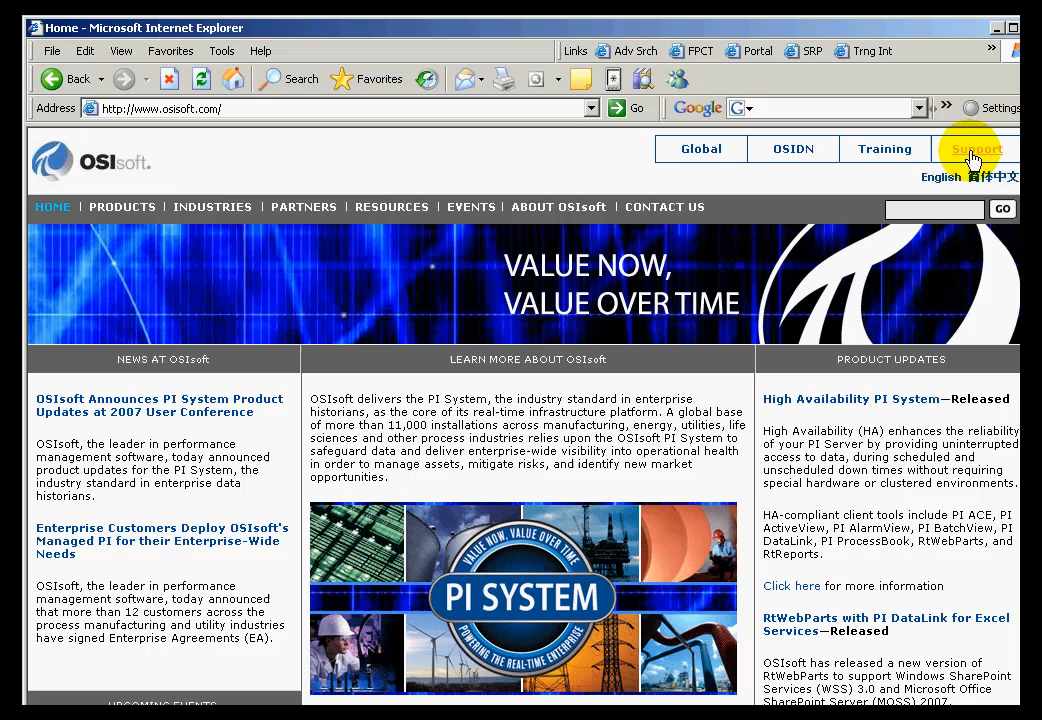 Home - Microsoft Internet Explorer
File Edit View Favorites Tools Help
Links Adv Srch FPCT Portal SRP Trng Int »
Back Search Favorites
Address http://www.osisoft.com/ Go Google G » Settings
OSIsoft.
Global OSIDN Training Support
English 简体中文
HOME | PRODUCTS | INDUSTRIES | PARTNERS | RESOURCES | EVENTS | ABOUT OSIsoft | CONTACT US GO
VALUE NOW,
VALUE OVER TIME
NEWS AT OSIsoft
OSIsoft Announces PI System Product
Updates at 2007 User Conference
OSIsoft, the leader in performance
management software, today announced
product updates for the PI System, the
industry standard in enterprise data
historians.
Enterprise Customers Deploy OSIsoft's
Managed PI for their Enterprise-Wide
Needs
OSIsoft, the leader in performance
management software, today announced
that more than 12 customers across the
process manufacturing and utility industries
have signed Enterprise Agreements (EA).
UPCOMING EVENTS
LEARN MORE ABOUT OSIsoft
OSIsoft delivers the PI System, the industry standard in enterprise
historians, as the core of its real-time infrastructure platform. A global base
of more than 11,000 installations across manufacturing, energy, utilities, life
sciences and other process industries relies upon the OSIsoft PI System to
safeguard data and deliver enterprise-wide visibility into operational health
in order to manage assets, mitigate risks, and identify new market
opportunities.
VALUE NOW, VALUE OVER TIME
PI SYSTEM
POWERING THE REAL-TIME ENTERPRISE
PRODUCT UPDATES
High Availability PI System—Released
High Availability (HA) enhances the reliability
of your PI Server by providing uninterrupted
access to data, during scheduled and
unscheduled down times without requiring
special hardware or clustered environments.
HA-compliant client tools include PI ACE, PI
ActiveView, PI AlarmView, PI BatchView, PI
DataLink, PI ProcessBook, RtWebParts, and
RtReports.
Click here for more information
RtWebParts with PI DataLink for Excel
Services—Released
OSIsoft has released a new version of
RtWebParts to support Windows SharePoint
Services (WSS) 3.0 and Microsoft Office
SharePoint Server (MOSS) 2007.